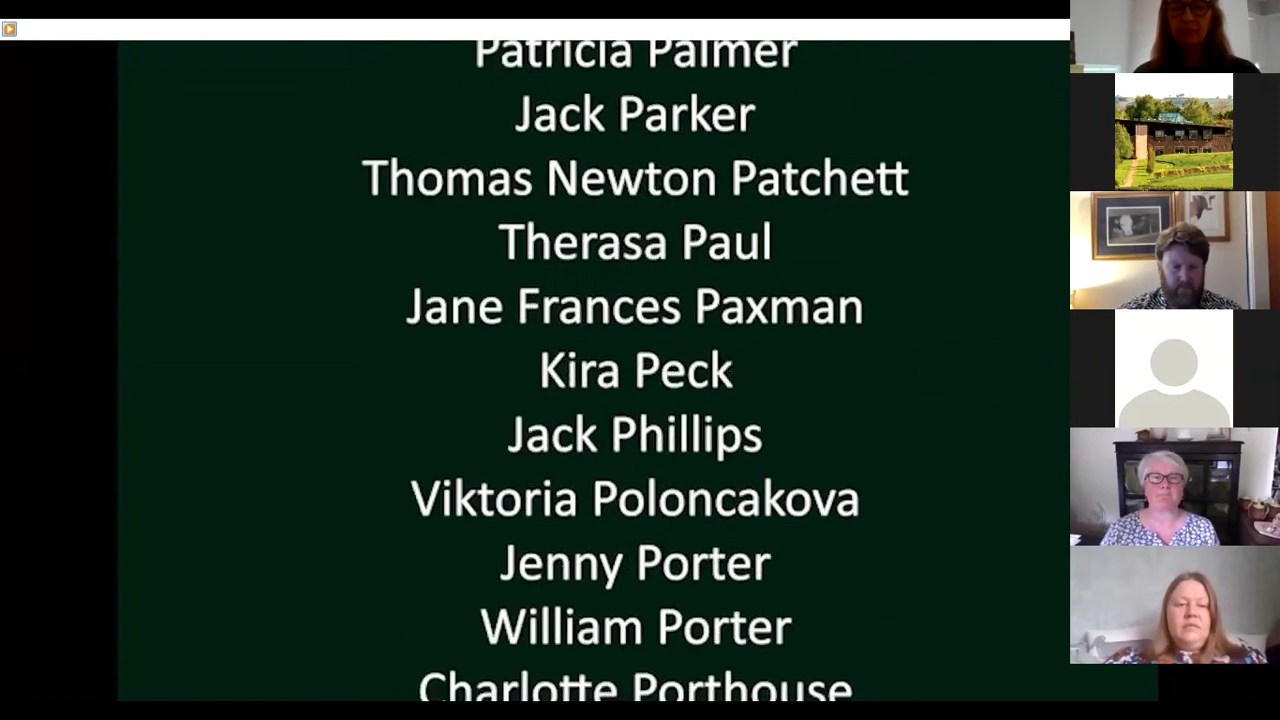 Patricia Palmer
Jack Parker
Thomas Newton Patchett
Therasa Paul
Jane Frances Paxman
Kira Peck
Jack Phillips
Viktoria Poloncakova
Jenny Porter
William Porter
Charlotte Porthouse